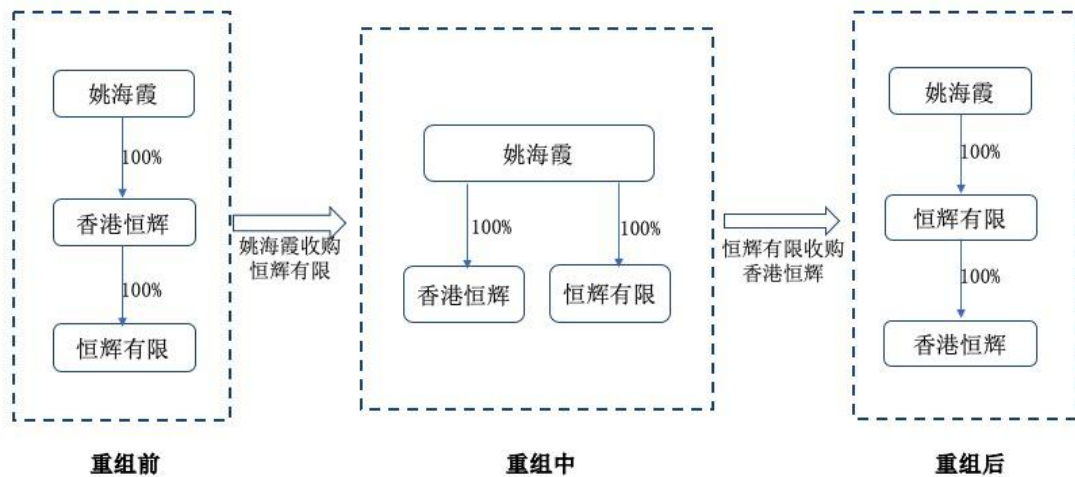 姚海霞
100%
香港恒辉
100%
恒辉有限
重组前
姚海霞收购
恒辉有限
姚海霞
100%
100%
香港恒辉
恒辉有限
重组中
恒辉有限收购
香港恒辉
姚海霞
100%
恒辉有限
100%
香港恒辉
重组后